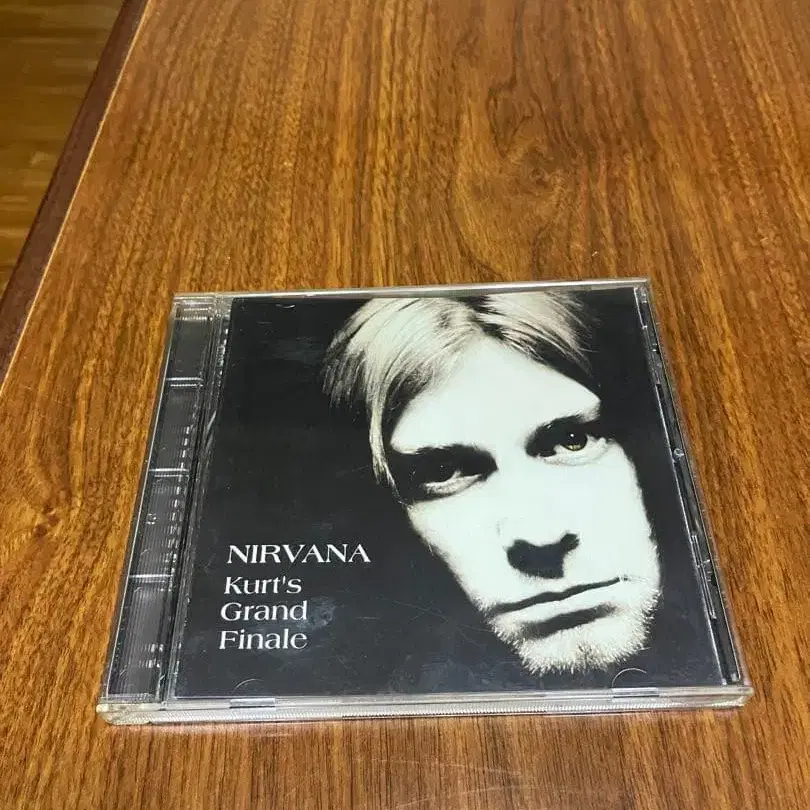 NIRVANA
Kurt's
Grand
Finale